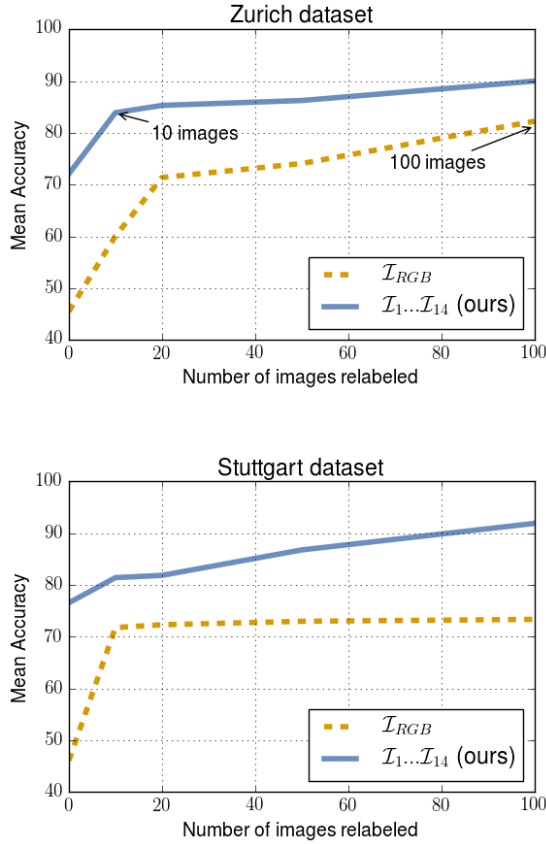 Zurich dataset
100
90
80
70
60
50
40
Mean Accuracy
10 images
100 images
I_RGB
I_1...I_14 (ours)
0 20 40 60 80 100
Number of images relabeled
Stuttgart dataset
100
90
80
70
60
50
40
Mean Accuracy
I_RGB
I_1...I_14 (ours)
0 20 40 60 80 100
Number of images relabeled